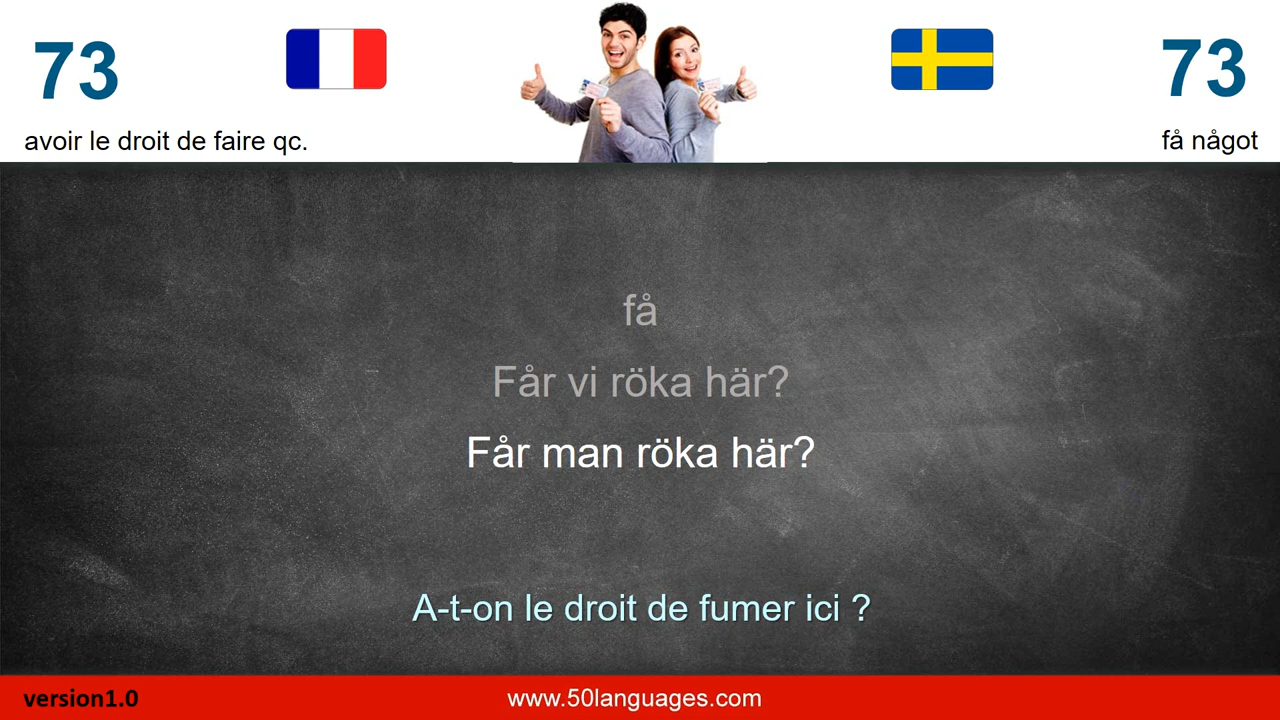 73
73
avoir le droit de faire qc.
få något
få
Får vi röka här?
Får man röka här?
A-t-on le droit de fumer ici ?
version1.0
www.50languages.com